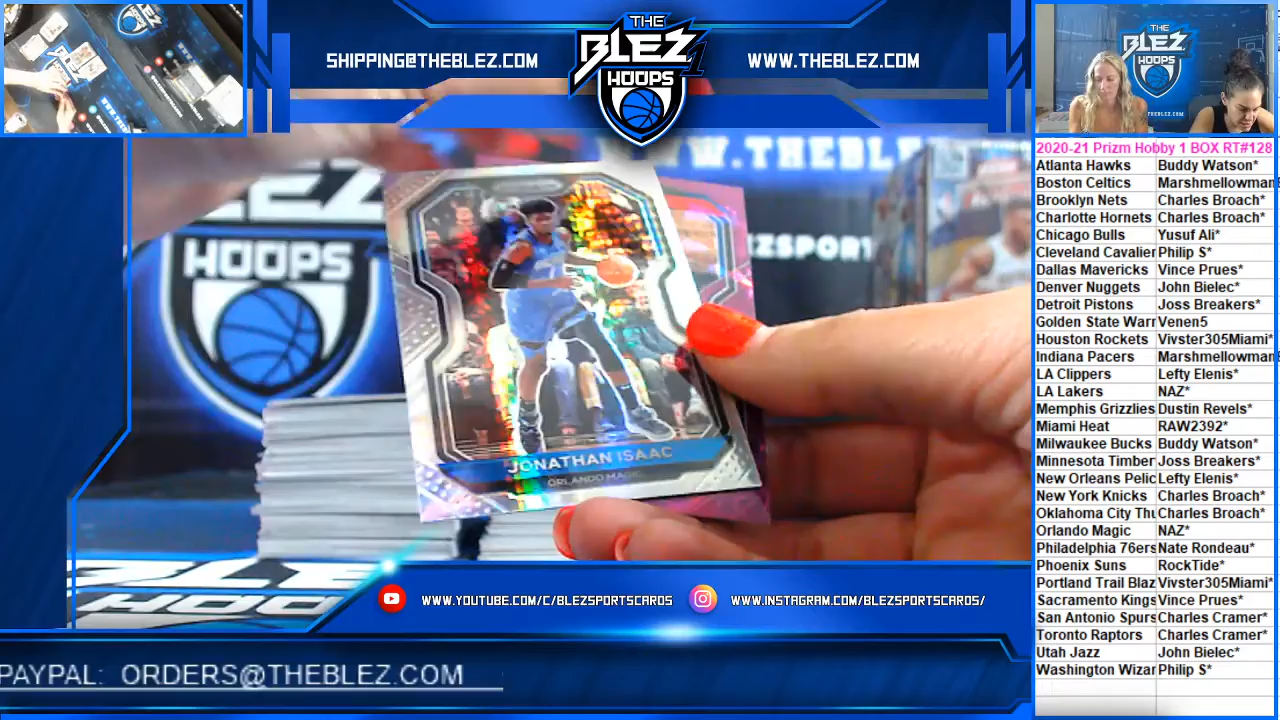 THE
BLEZ
HOOPS
SHIPPING@THEBLEZ.COM
WWW.THEBLEZ.COM
THE
BLEZ
2020-21 Prizm Hobby 1 BOX RT#128
Atlanta Hawks Buddy Watson*
Boston Celtics Marshmellowman
Brooklyn Nets Charles Broach*
Charlotte Hornets Charles Broach*
Chicago Bulls Yusuf Ali*
Cleveland Cavalier Philip S*
Dallas Mavericks Vince Prues*
Denver Nuggets John Bielec*
Detroit Pistons Joss Breakers*
Golden State Warr Venen5
Houston Rockets Vivster305Miami*
Indiana Pacers Marshmellowman
LA Clippers Lefty Elenis*
LA Lakers NAZ*
Memphis Grizzlies Dustin Revels*
Miami Heat RAW2392*
Milwaukee Bucks Buddy Watson*
Minnesota Timber Joss Breakers*
New Orleans Pelic Lefty Elenis*
New York Knicks Charles Broach*
Oklahoma City Thu Charles Broach*
Orlando Magic NAZ*
Philadelphia 76ers Nate Rondeau*
Phoenix Suns RockTide*
Portland Trail Blaz Vivster305Miami*
Sacramento Kings Vince Prues*
San Antonio Spurs Charles Cramer*
Toronto Raptors Charles Cramer*
Utah Jazz John Bielec*
Washington Wizar Philip S*
WWW.THEBLE
EZ
HOOPS
EZSPORT
JONATHAN ISAAC
ORLANDO MAGIC
HOO
WWW.YOUTUBE.COM/C/BLEZSPORTSCARDS
WWW.INSTAGRAM.COM/BLEZSPORTSCARDS/
PAYPAL: ORDERS@THEBLEZ.COM